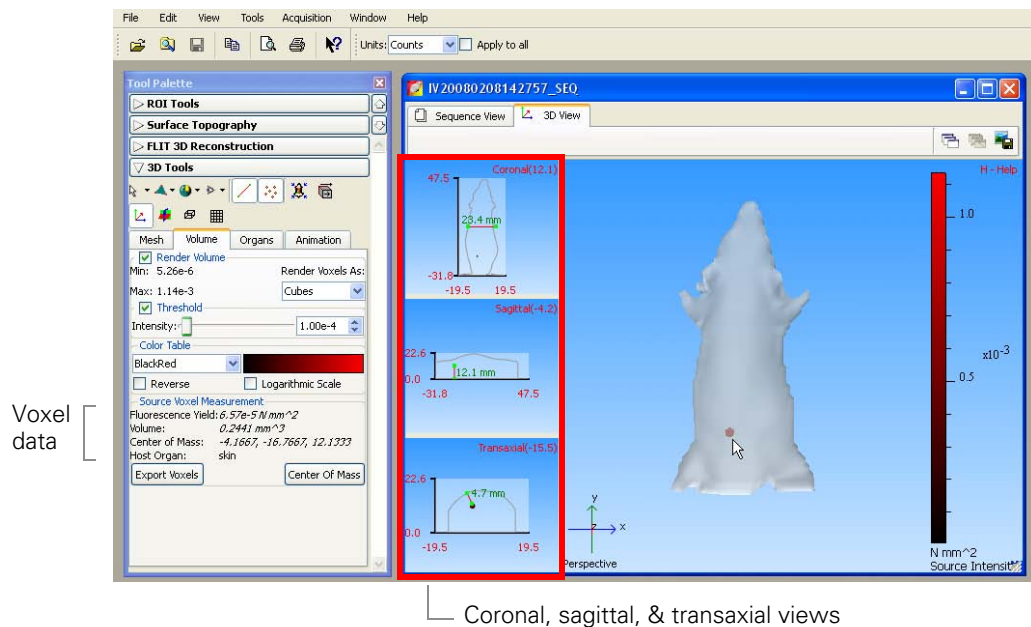 File Edit View Tools Acquisition Window Help
Units: Counts Apply to all
Tool Palette
ROI Tools
Surface Topography
FLIT 3D Reconstruction
3D Tools
Mesh Volume Organs Animation
Render Volume
Min: 5.26e-6 Render Voxels As:
Max: 1.14e-3 Cubes
Threshold
Intensity: 1.00e-4
Color Table
BlackRed
Reverse Logarithmic Scale
Source Voxel Measurement
Fluorescence Yield: 6.57e-5 N mm^2
Volume: 0.2441 mm^3
Center of Mass: -4.1667, -16.7667, 12.1333
Host Organ: skin
Export Voxels Center Of Mass
Voxel
data
IV20080208142757_SEQ
Sequence View 3D View
Coronal(12.1)
47.5
23.4 mm
-31.8
-19.5 19.5
Sagittal(-4.2)
22.6
12.1 mm
0.0
-31.8 47.5
Transaxial(-15.5)
22.6
4.7 mm
0.0
-19.5 19.5
H - Help
1.0
x10-3
0.5
N mm^2
Source Intensit
y
z x
Perspective
Coronal, sagittal, & transaxial views